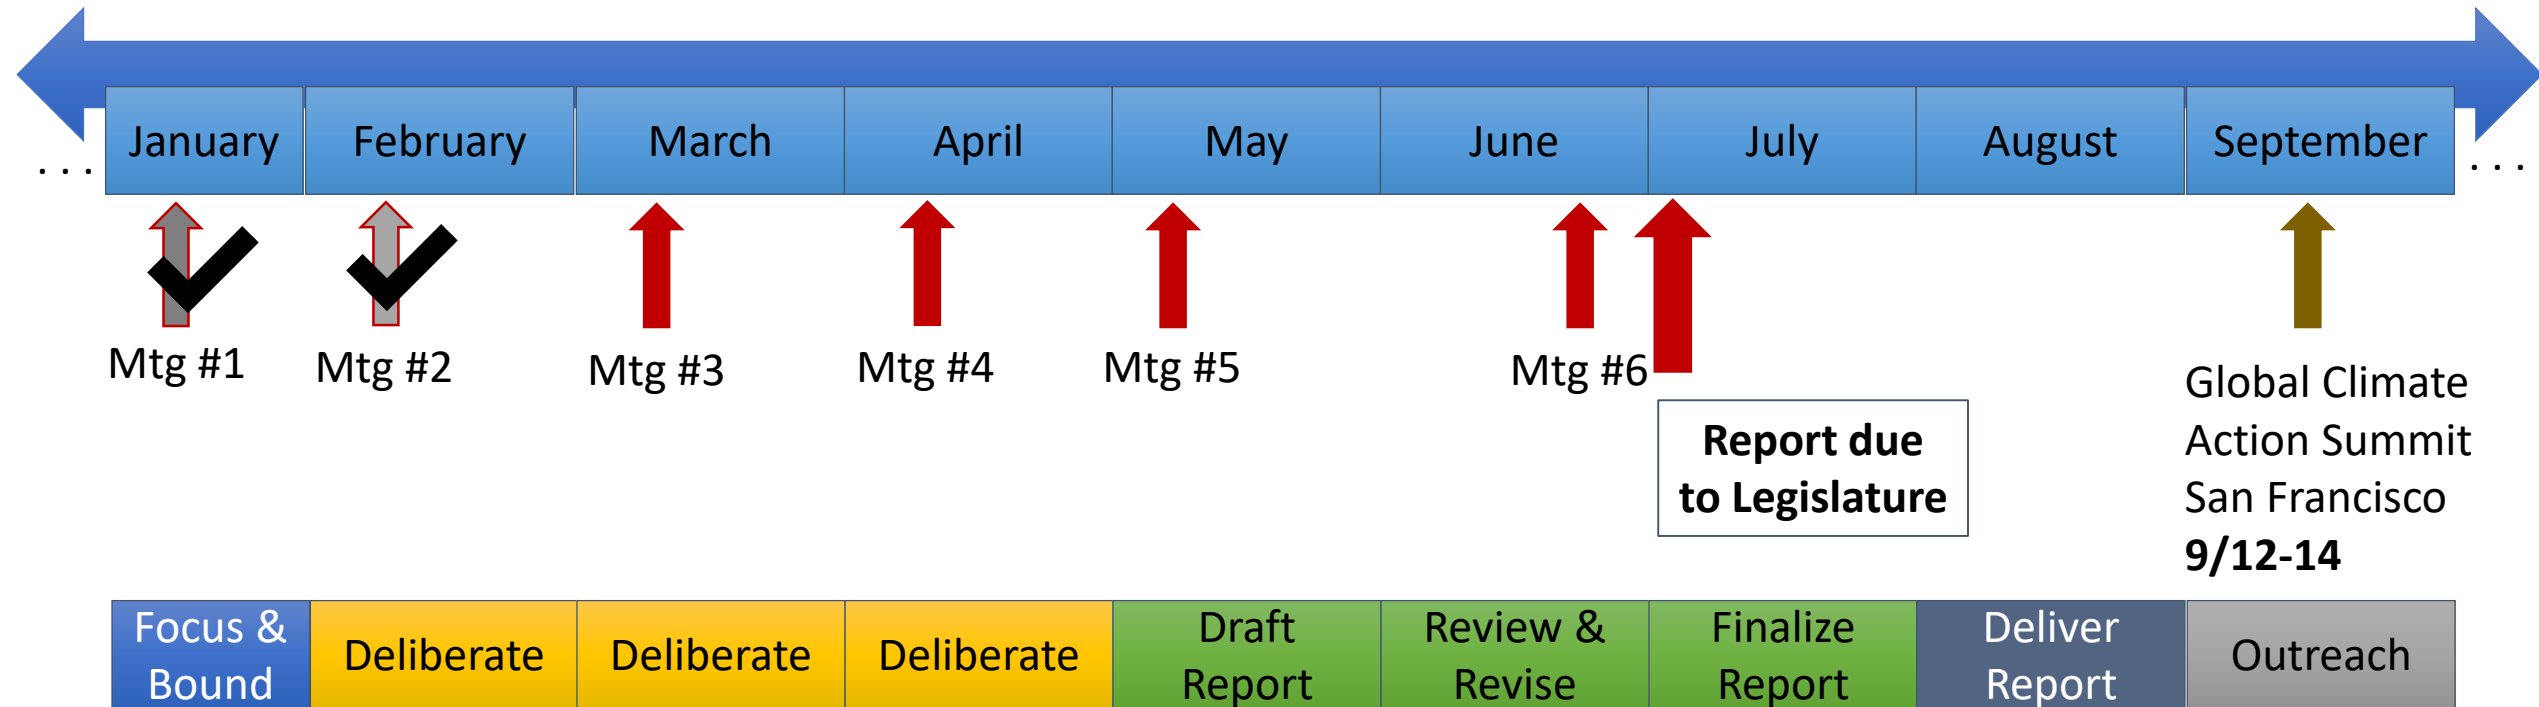 January February March April May June July August September
. . . . . .
Mtg #1 Mtg #2 Mtg #3 Mtg #4 Mtg #5 Mtg #6
Report due
to Legislature
Global Climate
Action Summit
San Francisco
9/12-14
Focus &
Bound
Deliberate
Deliberate
Deliberate
Draft
Report
Review &
Revise
Finalize
Report
Deliver
Report
Outreach